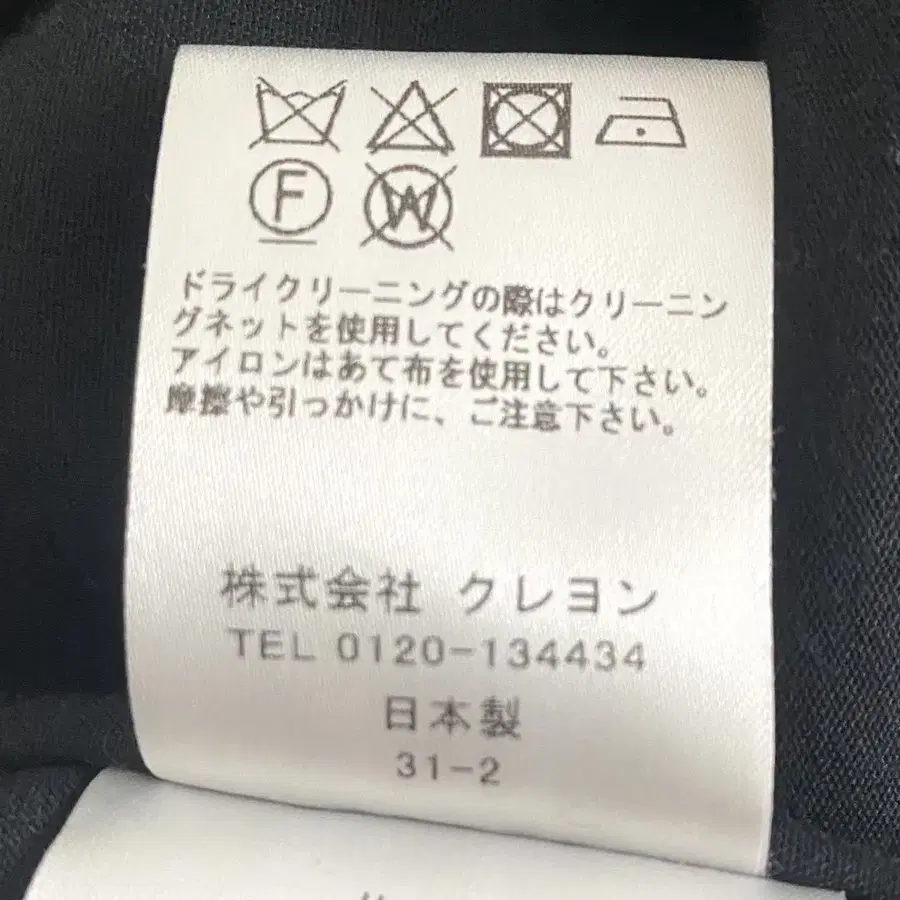 F
W
ドライクリーニングの際はクリーニン
グネットを使用してください。
アイロンはあて布を使用して下さい。
摩擦や引っかけに、ご注意下さい。
株式会社 クレヨン
TEL 0120-134434
日本製
31-2